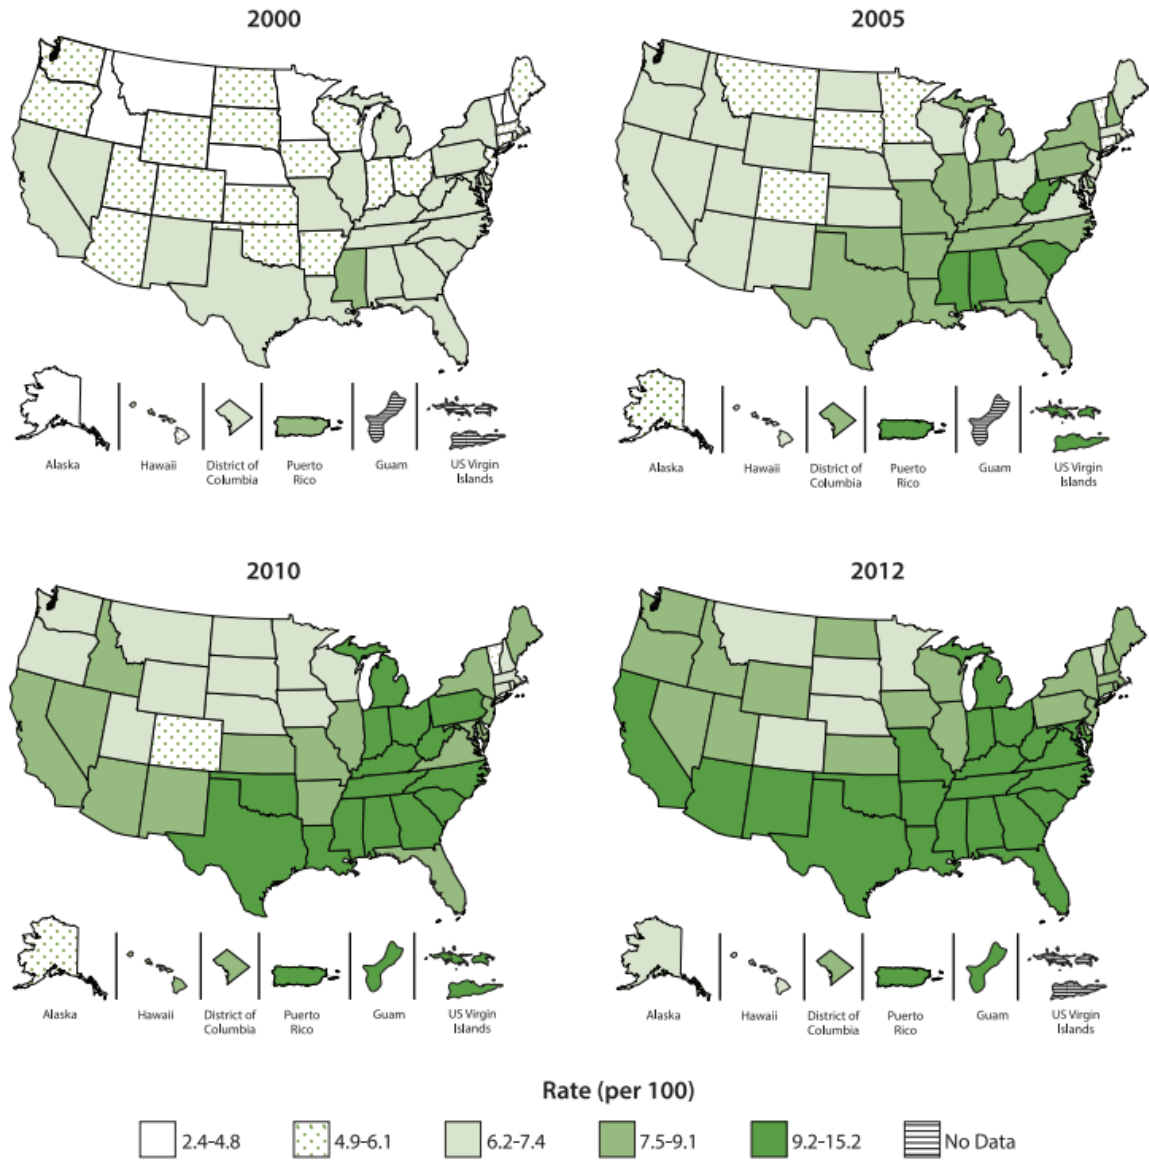 2000
2005
Alaska
Hawaii
District of
Columbia
Puerto
Rico
Guam
US Virgin
Islands
Alaska
Hawaii
District of
Columbia
Puerto
Rico
Guam
US Virgin
Islands
2010
2012
Alaska
Hawaii
District of
Columbia
Puerto
Rico
Guam
US Virgin
Islands
Alaska
Hawaii
District of
Columbia
Puerto
Rico
Guam
US Virgin
Islands
Rate (per 100)
2.4–4.8
4.9–6.1
6.2–7.4
7.5–9.1
9.2–15.2
No Data